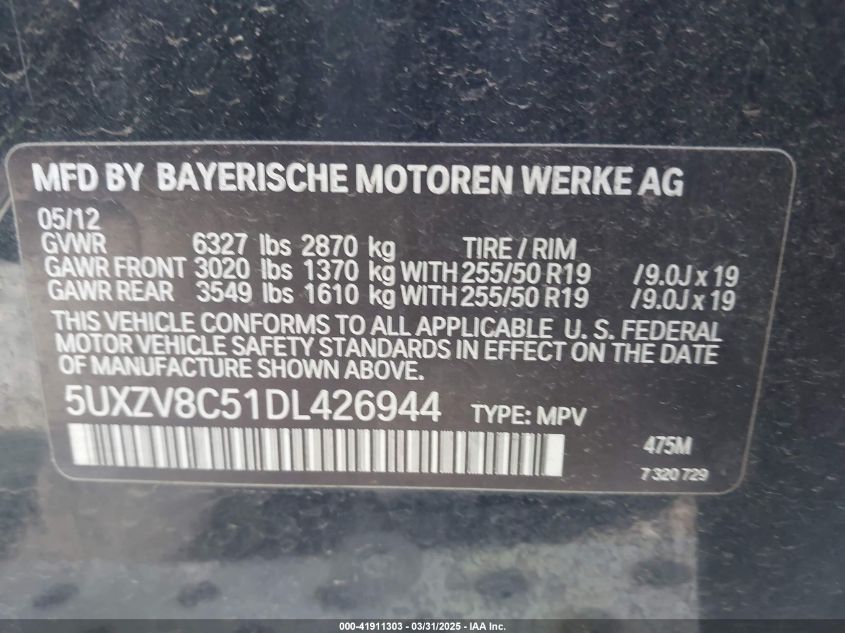 MFD BY BAYERISCHE MOTOREN WERKE AG
05/12
GVWR 6327 lbs 2870 kg TIRE / RIM
GAWR FRONT 3020 lbs 1370 kg WITH 255/50 R19 /9.0J x 19
GAWR REAR 3549 lbs 1610 kg WITH 255/50 R19 /9.0J x 19
THIS VEHICLE CONFORMS TO ALL APPLICABLE U. S. FEDERAL
MOTOR VEHICLE SAFETY STANDARDS IN EFFECT ON THE DATE
OF MANUFACTURE SHOWN ABOVE.
5UXZV8C51DL426944 TYPE: MPV
475M
7 320 729
000-41911303 - 03/31/2025 - IAA Inc.